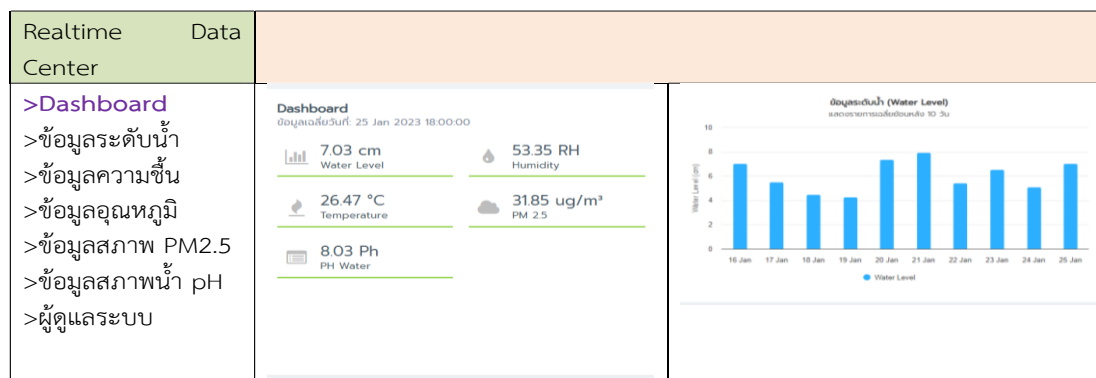 Realtime Data
Center
>Dashboard
>ข้อมูลระดับน้ำ
>ข้อมูลความชื้น
>ข้อมูลอุณหภูมิ
>ข้อมูลสภาพ PM2.5
>ข้อมูลสภาพน้ำ pH
>ผู้ดูแลระบบ
Dashboard
ข้อมูลเฉลี่ยวันที่: 25 Jan 2023 18:00:00
7.03 cm
Water Level
53.35 RH
Humidity
26.47 °C
Temperature
31.85 ug/m³
PM 2.5
8.03 Ph
PH Water
ข้อมูลระดับน้ำ (Water Level)
แสดงรายการเฉลี่ยย้อนหลัง 10 วัน
Water Level (cm)
10
8
6
4
2
0
16 Jan 17 Jan 18 Jan 19 Jan 20 Jan 21 Jan 22 Jan 23 Jan 24 Jan 25 Jan
Water Level